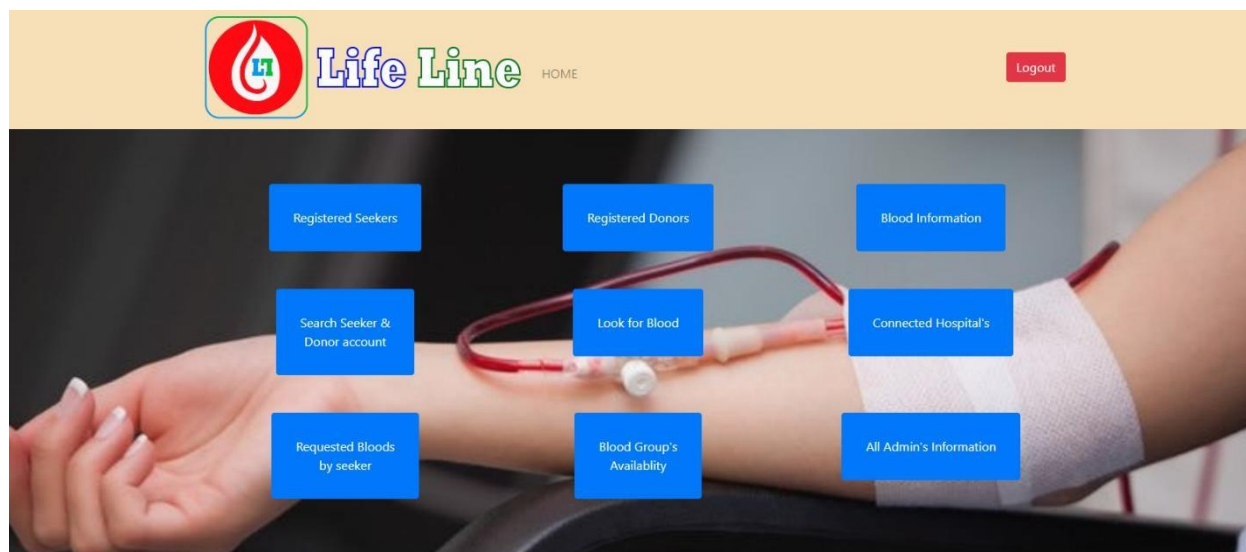 Life Line HOME Logout
Registered Seekers
Registered Donors
Blood Information
Search Seeker &
Donor account
Look for Blood
Connected Hospital's
Requested Bloods
by seeker
Blood Group's
Availablity
All Admin's Information